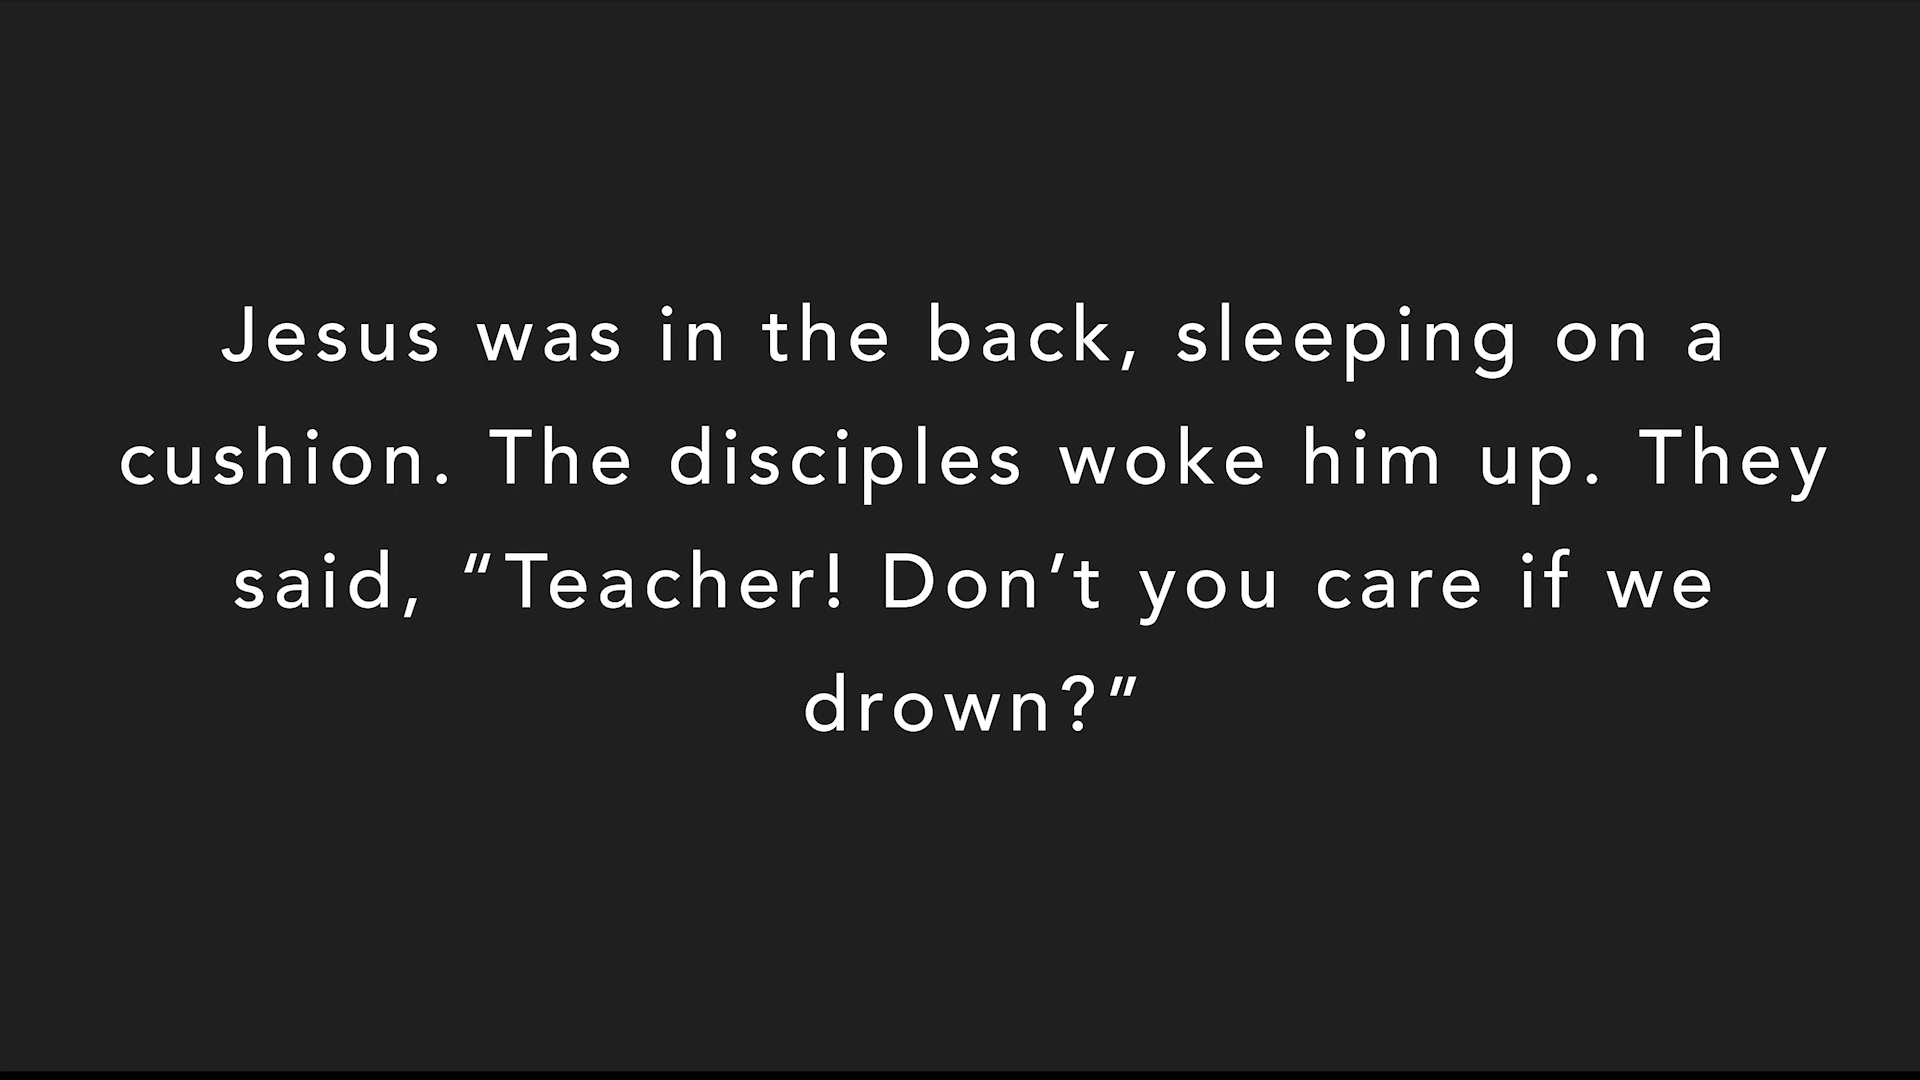 Jesus was in the back, sleeping on a
cushion. The disciples woke him up. They
said, “Teacher! Don’t you care if we
drown?”